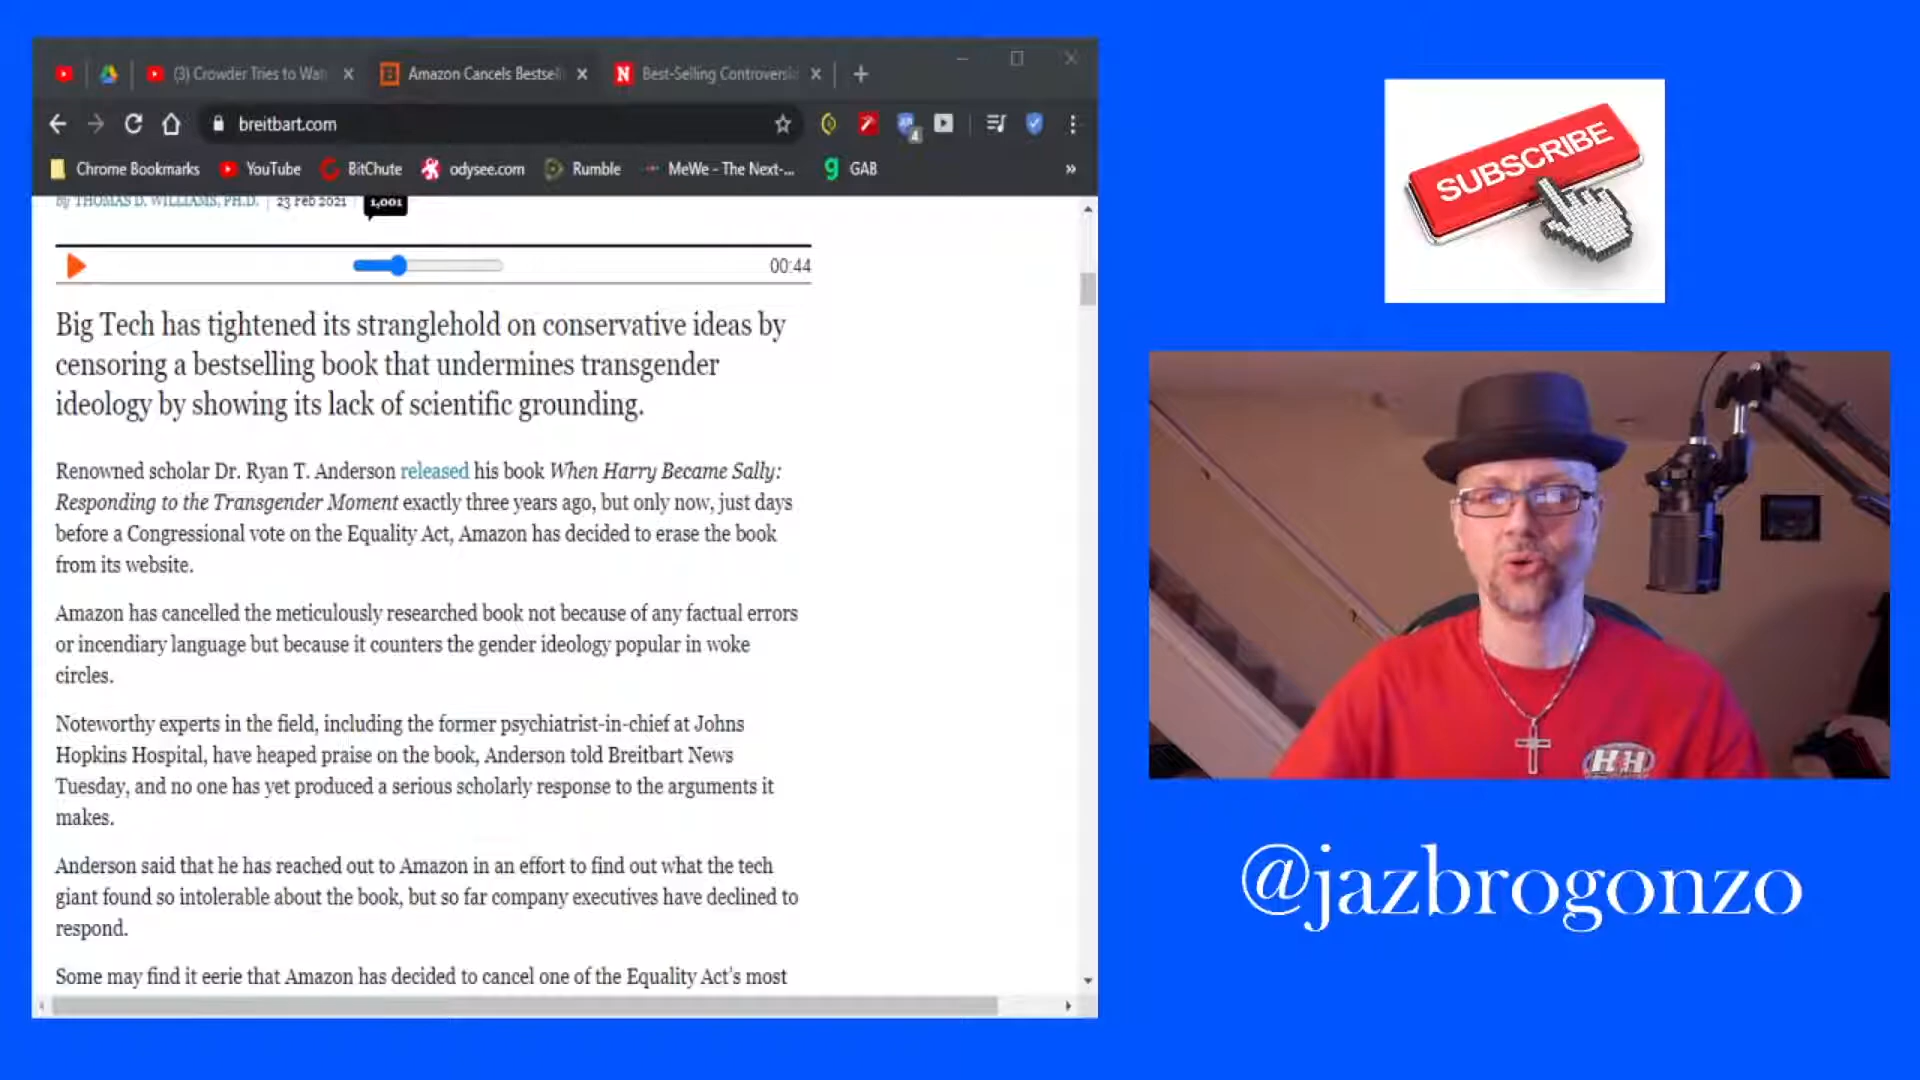 (3) Crowder Tries to Wat
Amazon Cancels Bestsel
Best-Selling Controversi
breitbart.com
4
Chrome Bookmarks
YouTube
BitChute
odysee.com
Rumble
MeWe - The Next-...
GAB
»
by THOMAS D. WILLIAMS, PH.D. | 23 Feb 2021 1,001
00:44
Big Tech has tightened its stranglehold on conservative ideas by
censoring a bestselling book that undermines transgender
ideology by showing its lack of scientific grounding.
Renowned scholar Dr. Ryan T. Anderson released his book When Harry Became Sally:
Responding to the Transgender Moment exactly three years ago, but only now, just days
before a Congressional vote on the Equality Act, Amazon has decided to erase the book
from its website.
Amazon has cancelled the meticulously researched book not because of any factual errors
or incendiary language but because it counters the gender ideology popular in woke
circles.
Noteworthy experts in the field, including the former psychiatrist-in-chief at Johns
Hopkins Hospital, have heaped praise on the book, Anderson told Breitbart News
Tuesday, and no one has yet produced a serious scholarly response to the arguments it
makes.
Anderson said that he has reached out to Amazon in an effort to find out what the tech
giant found so intolerable about the book, but so far company executives have declined to
respond.
Some may find it eerie that Amazon has decided to cancel one of the Equality Act's most
SUBSCRIBE
H H
@jazbrogonzo